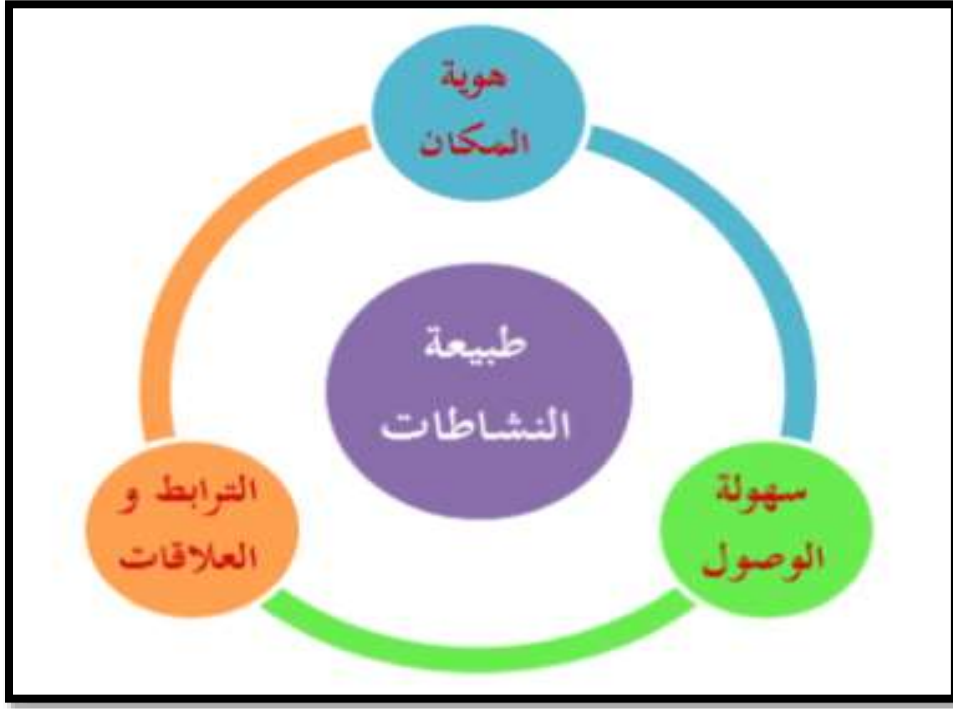 هوية
المكان
طبيعة
النشاطات
سهولة
الوصول
الترابط و
العلاقات